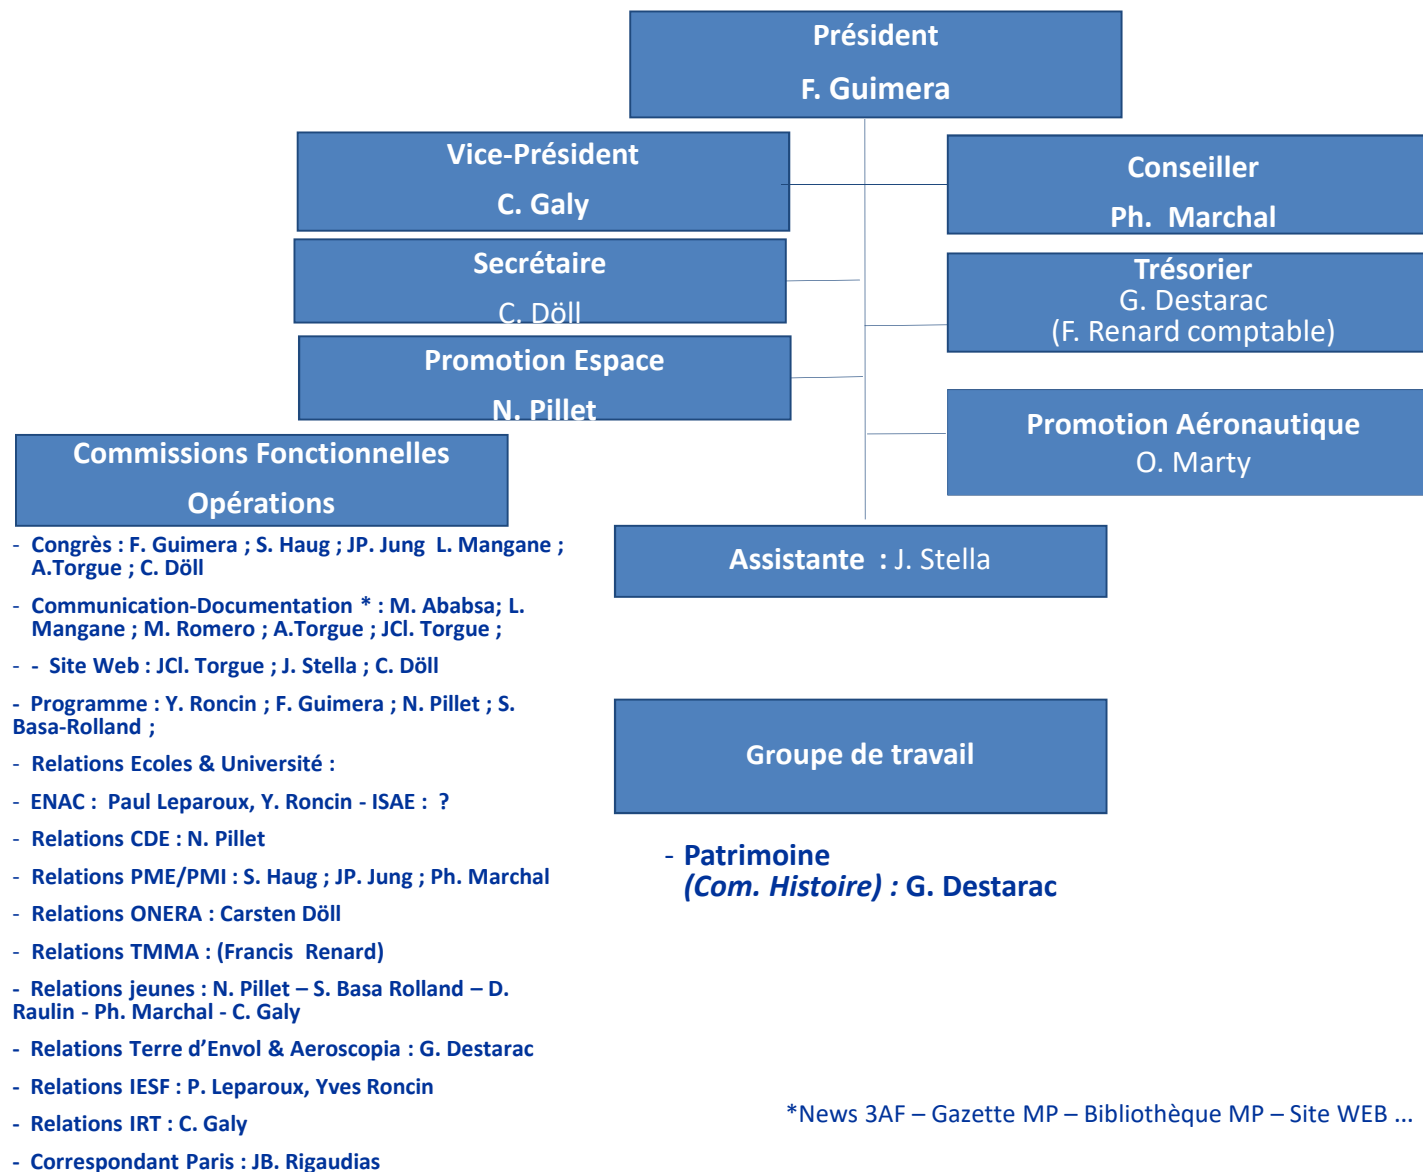 Président
F. Guimera
Vice-Président
C. Galy
Conseiller
Ph. Marchal
Secrétaire
C. Döll
Trésorier
G. Destarac
(F. Renard comptable)
Promotion Espace
N. Pillet
Promotion Aéronautique
O. Marty
Commissions Fonctionnelles
Opérations
- Congrès : F. Guimera ; S. Haug ; JP. Jung L. Mangane ;
A.Torgue ; C. Döll
- Communication-Documentation * : M. Ababsa; L.
Mangane ; M. Romero ; A.Torgue ; JCl. Torgue ;
- - Site Web : JCl. Torgue ; J. Stella ; C. Döll
- Programme : Y. Roncin ; F. Guimera ; N. Pillet ; S.
Basa-Rolland ;
- Relations Ecoles & Université :
- ENAC : Paul Leparoux, Y. Roncin - ISAE : ?
- Relations CDE : N. Pillet
- Relations PME/PMI : S. Haug ; JP. Jung ; Ph. Marchal
- Relations ONERA : Carsten Döll
- Relations TMMA : (Francis Renard)
- Relations jeunes : N. Pillet – S. Basa Rolland – D.
Raulin - Ph. Marchal - C. Galy
- Relations Terre d'Envol & Aeroscopia : G. Destarac
- Relations IESF : P. Leparoux, Yves Roncin
- Relations IRT : C. Galy
- Correspondant Paris : JB. Rigaudias
Assistante : J. Stella
Groupe de travail
- Patrimoine
(Com. Histoire) : G. Destarac
*News 3AF – Gazette MP – Bibliothèque MP – Site WEB ...